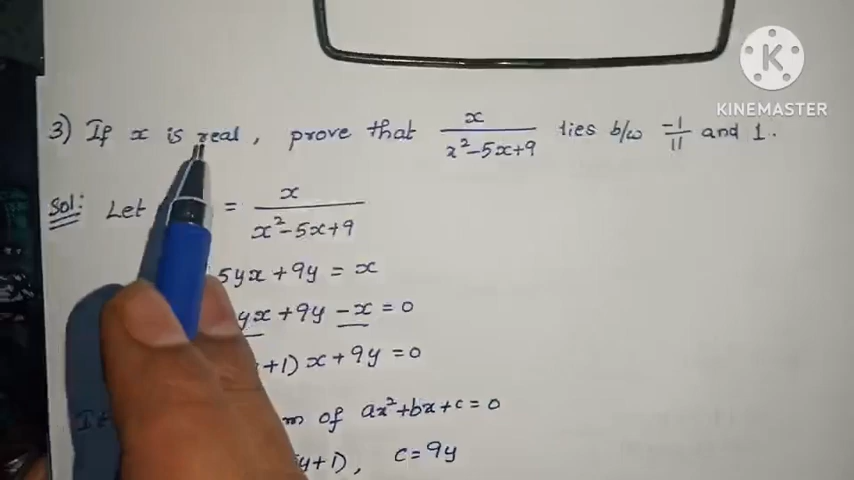 3) If x is real, prove that x/(x²-5x+9) lies b/w -1/11 and 1.
Sol: Let = x/(x²-5x+9)
5yx+9y = x
yx+9y-x=0
+1)x+9y=0
of ax²+bx+c=0
y+1), c=9y
K
KINEMASTER